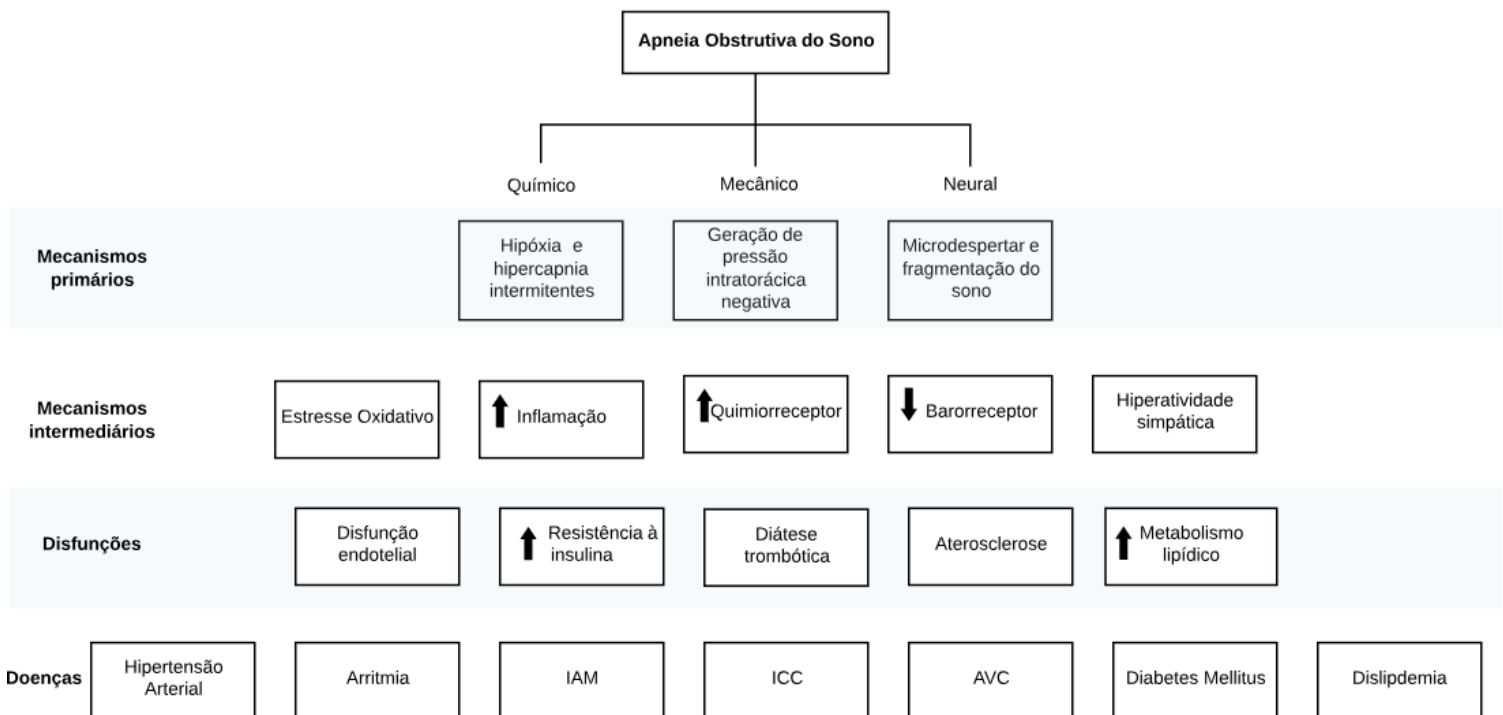 Apneia Obstrutiva do Sono
Químico
Mecânico
Neural
Mecanismos
primários
Hipóxia e
hipercapnia
intermitentes
Geração de
pressão
intratorácica
negativa
Microdespertar e
fragmentação do
sono
Mecanismos
intermediários
Estresse Oxidativo
Inflamação
Quimiorreceptor
Barorreceptor
Hiperatividade
simpática
Disfunções
Disfunção
endotelial
Resistência à
insulina
Diátese
trombótica
Aterosclerose
Metabolismo
lipídico
Doenças
Hipertensão
Arterial
Arritmia
IAM
ICC
AVC
Diabetes Mellitus
Dislipdemia